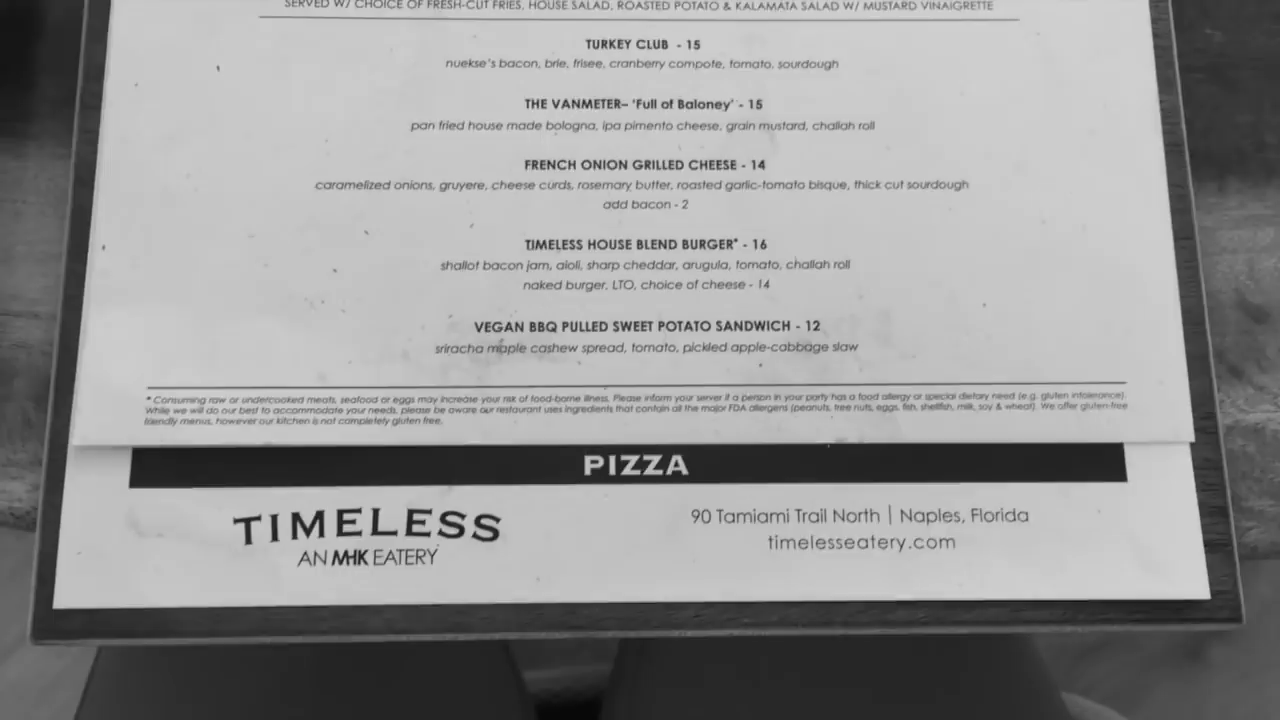 SERVED W/ CHOICE OF FRESH-CUT FRIES, HOUSE SALAD, ROASTED POTATO & KALAMATA SALAD W/ MUSTARD VINAIGRETTE
TURKEY CLUB - 15
nuekse's bacon, brie, frisee, cranberry compote, tomato, sourdough
THE VANMETER– 'Full of Baloney' - 15
pan fried house made bologna, ipa pimento cheese, grain mustard, challah roll
FRENCH ONION GRILLED CHEESE - 14
caramelized onions, gruyere, cheese curds, rosemary butter, roasted garlic-tomato bisque, thick cut sourdough
add bacon - 2
TIMELESS HOUSE BLEND BURGER* - 16
shallot bacon jam, aioli, sharp cheddar, arugula, tomato, challah roll
naked burger, LTO, choice of cheese - 14
VEGAN BBQ PULLED SWEET POTATO SANDWICH - 12
sriracha maple cashew spread, tomato, pickled apple-cabbage slaw
* Consuming raw or undercooked meats, seafood or eggs may increase your risk of food-borne illness. Please inform your server if a person in your party has a food allergy or special dietary need (e.g. gluten intolerance).
While we will do our best to accommodate your needs, please be aware our restaurant uses ingredients that contain all the major FDA allergens (peanuts, tree nuts, eggs, fish, shellfish, milk, soy & wheat). We offer gluten-free
friendly menus, however our kitchen is not completely gluten free.
PIZZA
TIMELESS
AN MHK EATERY
90 Tamiami Trail North | Naples, Florida
timelesseatery.com